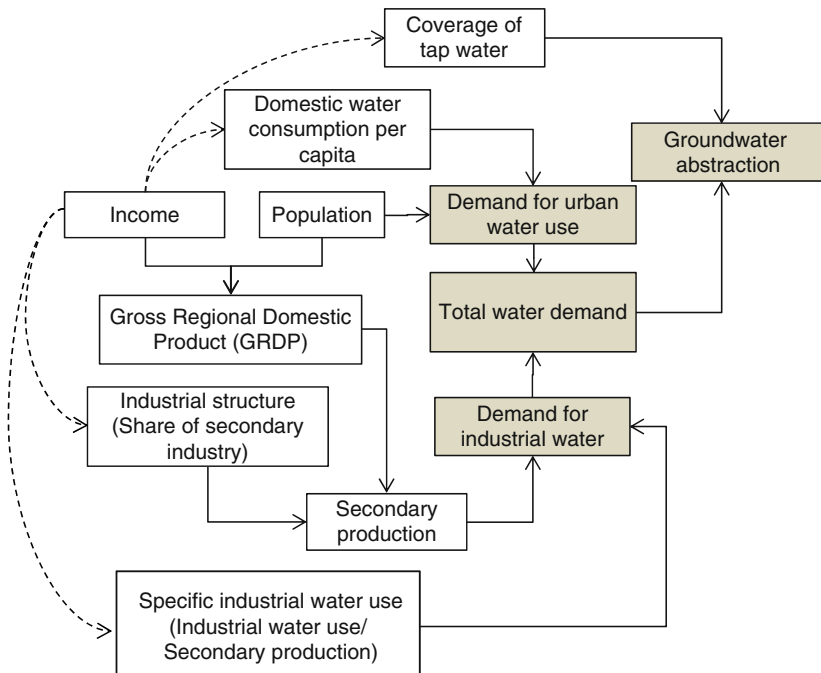 Coverage of
tap water
Domestic water
consumption per
capita
Groundwater
abstraction
Income
Population
Demand for urban
water use
Gross Regional Domestic
Product (GRDP)
Total water demand
Industrial structure
(Share of secondary
industry)
Demand for
industrial water
Secondary
production
Specific industrial water use
(Industrial water use/
Secondary production)